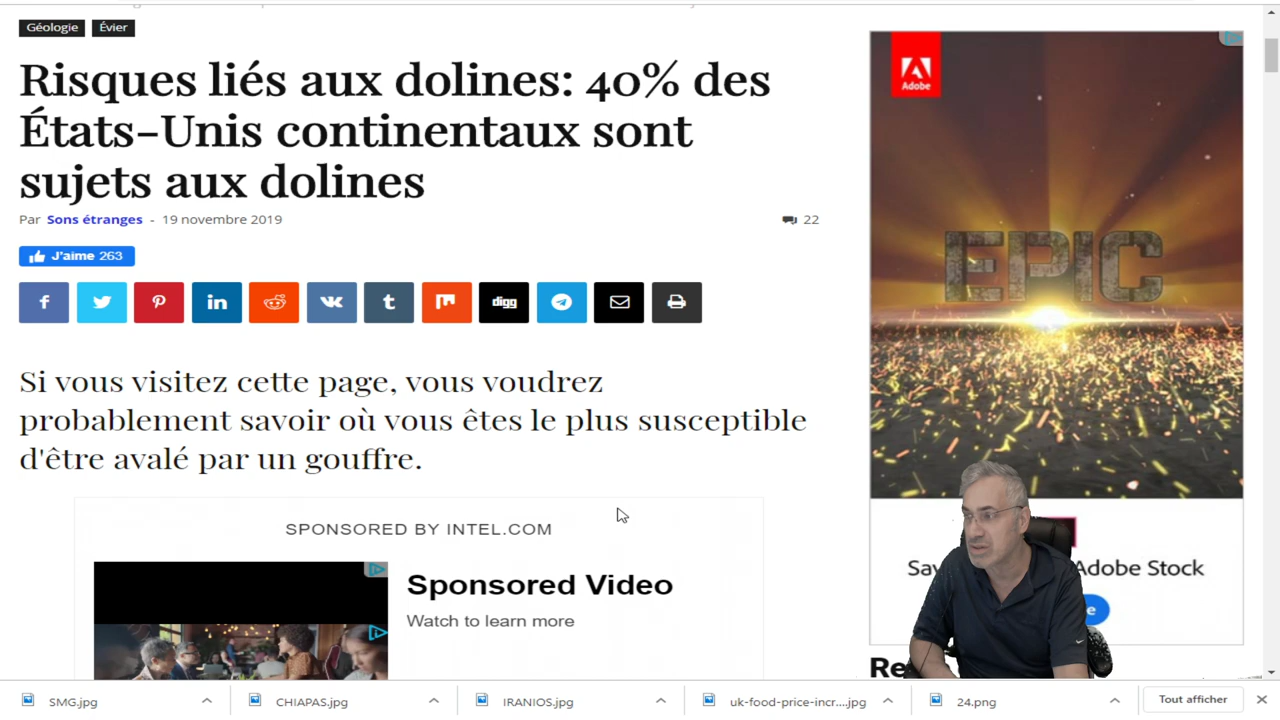 Géologie Évier
Risques liés aux dolines: 40% des
États-Unis continentaux sont
sujets aux dolines
Par Sons étranges - 19 novembre 2019
22
J'aime 263
digg
Si vous visitez cette page, vous voudrez
probablement savoir où vous êtes le plus susceptible
d'être avalé par un gouffre.
SPONSORED BY INTEL.COM
Sponsored Video
Watch to learn more
Adobe
EPIC
Adobe Stock
SMG.jpg
CHIAPAS.jpg
IRANIOS.jpg
uk-food-price-incr....jpg
24.png
Tout afficher